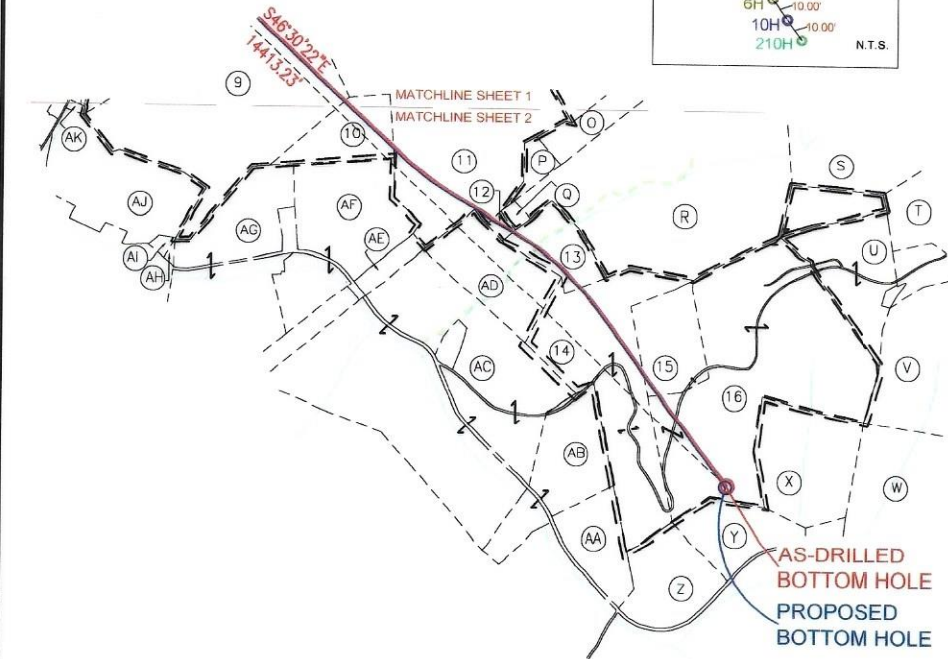 6H 10.00'
10H 10.00'
210H N.T.S.
S46°30'22"E
14413.23'
9
MATCHLINE SHEET 1
MATCHLINE SHEET 2
AK
10
11
O
P
S
AJ
12
Q
R
T
AG
AF
AE
13
U
AI
AH
AD
14
15
V
AC
16
AB
X
W
AA
Y
Z
AS-DRILLED
BOTTOM HOLE
PROPOSED
BOTTOM HOLE